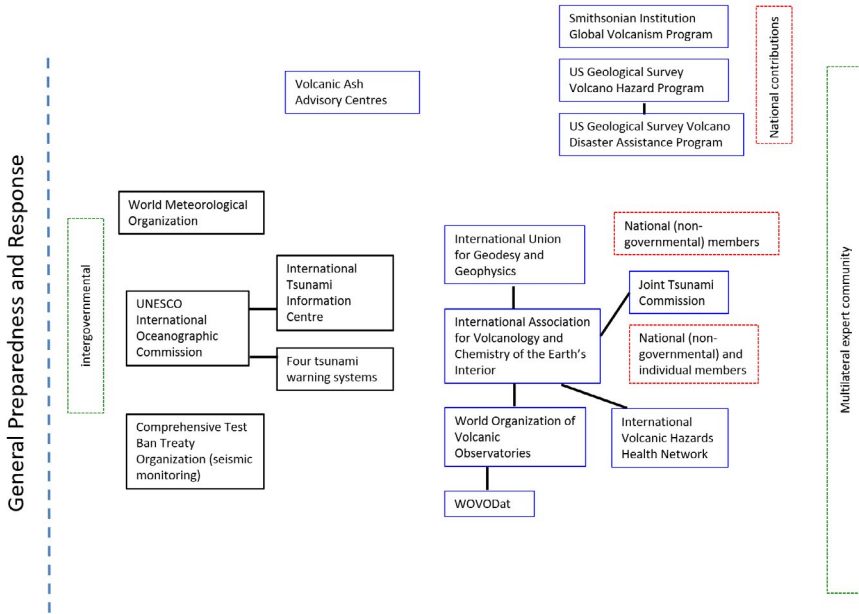 Smithsonian Institution
Global Volcanism Program
National contributions
US Geological Survey
Volcano Hazard Program
Volcanic Ash
Advisory Centres
US Geological Survey Volcano
Disaster Assistance Program
General Preparedness and Response
intergovernmental
World Meteorological
Organization
National (non-
governmental) members
International Union
for Geodesy and
Geophysics
International
Tsunami
Information
Centre
Joint Tsunami
Commission
UNESCO
International
Oceanographic
Commission
International Association
for Volcanology and
Chemistry of the Earth's
Interior
National (non-
governmental) and
individual members
Multilateral expert community
Four tsunami
warning systems
Comprehensive Test
Ban Treaty
Organization (seismic
monitoring)
World Organization of
Volcanic
Observatories
International
Volcanic Hazards
Health Network
WOVODat